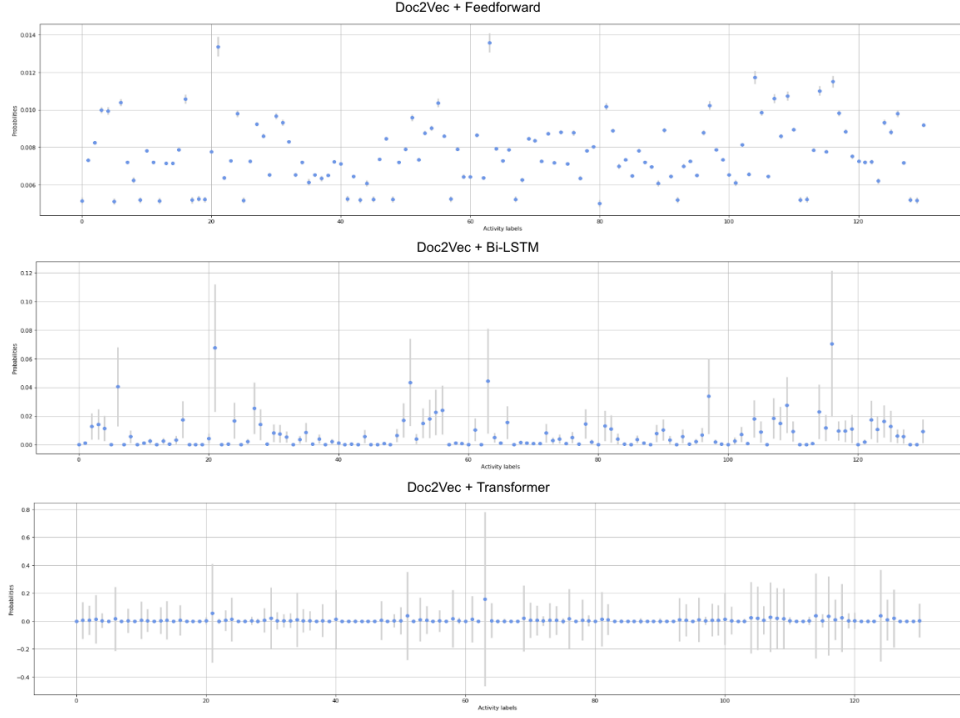 Doc2Vec + Feedforward
0.014
0.012
0.010
0.008
0.006
Probabilities
0 20 40 60 80 100 120
Activity labels
Doc2Vec + Bi-LSTM
0.12
0.10
0.08
0.06
0.04
0.02
0.00
Probabilities
0 20 40 60 80 100 120
Activity labels
Doc2Vec + Transformer
0.8
0.6
0.4
0.2
0.0
−0.2
−0.4
Probabilities
0 20 40 60 80 100 120
Activity labels